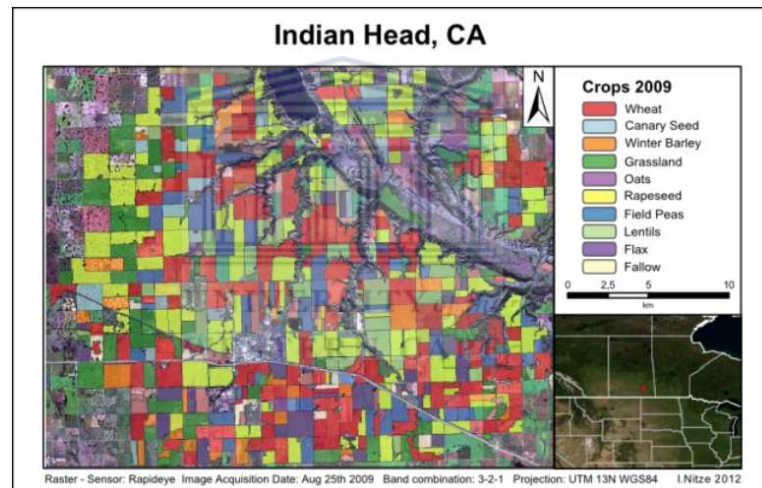 Indian Head, CA
N
Crops 2009
Wheat
Canary Seed
Winter Barley
Grassland
Oats
Rapeseed
Field Peas
Lentils
Flax
Fallow
0 2,5 5 10
km
Raster - Sensor: Rapideye Image Acquisition Date: Aug 25th 2009 Band combination: 3-2-1 Projection: UTM 13N WGS84 I.Nitze 2012